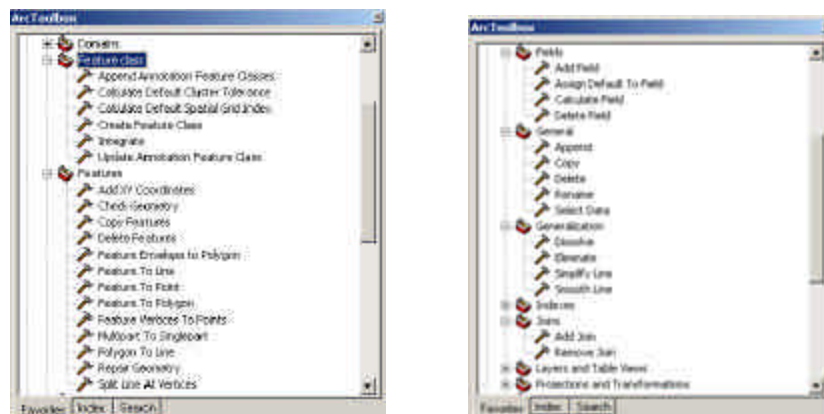 ArcToolbox
Domains
Feature class
Append Annotation Feature Classes
Calculate Default Cluster Tolerance
Calculate Default Spatial Grid Index
Create Feature Class
Integrate
Update Annotation Feature Class
Features
Add XY Coordinates
Check Geometry
Copy Features
Delete Features
Feature Envelope to Polygon
Feature To Line
Feature To Point
Feature To Polygon
Feature Vertices To Points
Multipart To Singlepart
Polygon To Line
Repair Geometry
Split Line At Vertices
Favorites Index Search
ArcToolbox
Fields
Add Field
Assign Default To Field
Calculate Field
Delete Field
General
Append
Copy
Delete
Rename
Select Data
Generalization
Dissolve
Eliminate
Simplify Line
Smooth Line
Indexes
Joins
Add Join
Remove Join
Layers and Table Views
Projections and Transformations
Favorites Index Search